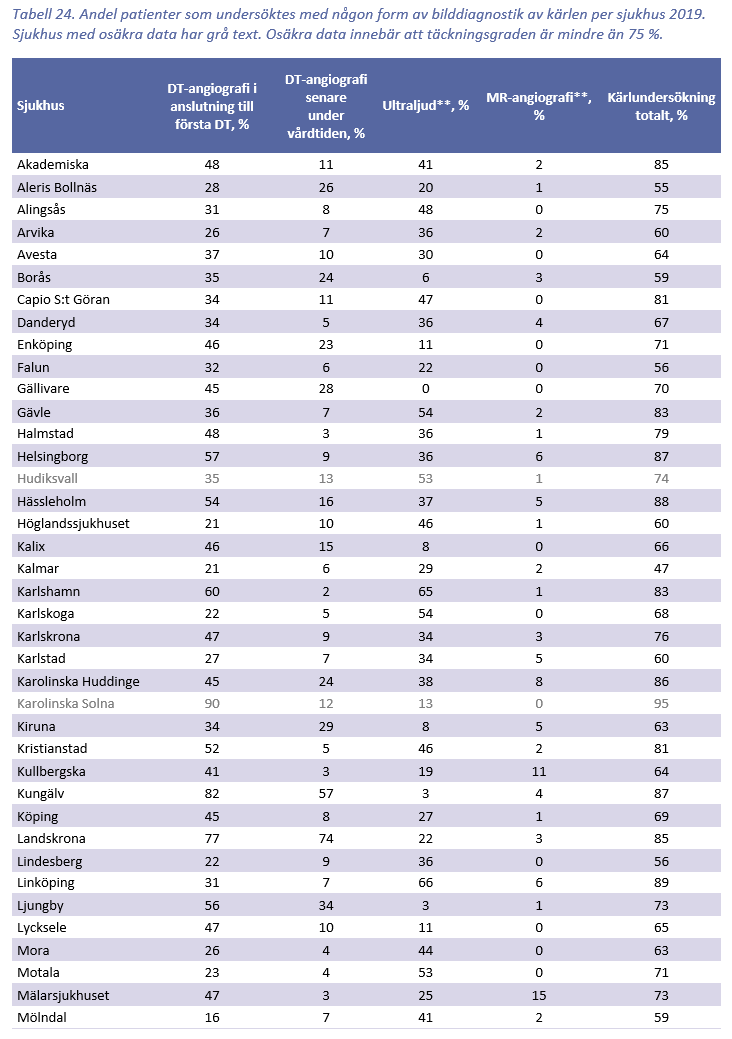 Tabell 24. Andel patienter som undersöktes med någon form av bilddiagnostik av kärlen per sjukhus 2019.
Sjukhus med osäkra data har grå text. Osäkra data innebär att täckningsgraden är mindre än 75 %.
Sjukhus DT-angiografi i anslutning till första DT, % DT-angiografi senare under vårdtiden, % Ultraljud**, % MR-angiografi**, % Kärlundersökning totalt, %
Akademiska 48 11 41 2 85
Aleris Bollnäs 28 26 20 1 55
Alingsås 31 8 48 0 75
Arvika 26 7 36 2 60
Avesta 37 10 30 0 64
Borås 35 24 6 3 59
Capio S:t Göran 34 11 47 0 81
Danderyd 34 5 36 4 67
Enköping 46 23 11 0 71
Falun 32 6 22 0 56
Gällivare 45 28 0 0 70
Gävle 36 7 54 2 83
Halmstad 48 3 36 1 79
Helsingborg 57 9 36 6 87
Hudiksvall 35 13 53 1 74
Hässleholm 54 16 37 5 88
Höglandssjukhuset 21 10 46 1 60
Kalix 46 15 8 0 66
Kalmar 21 6 29 2 47
Karlshamn 60 2 65 1 83
Karlskoga 22 5 54 0 68
Karlskrona 47 9 34 3 76
Karlstad 27 7 34 5 60
Karolinska Huddinge 45 24 38 8 86
Karolinska Solna 90 12 13 0 95
Kiruna 34 29 8 5 63
Kristianstad 52 5 46 2 81
Kullbergska 41 3 19 11 64
Kungälv 82 57 3 4 87
Köping 45 8 27 1 69
Landskrona 77 74 22 3 85
Lindesberg 22 9 36 0 56
Linköping 31 7 66 6 89
Ljungby 56 34 3 1 73
Lycksele 47 10 11 0 65
Mora 26 4 44 0 63
Motala 23 4 53 0 71
Mälarsjukhuset 47 3 25 15 73
Mölndal 16 7 41 2 59